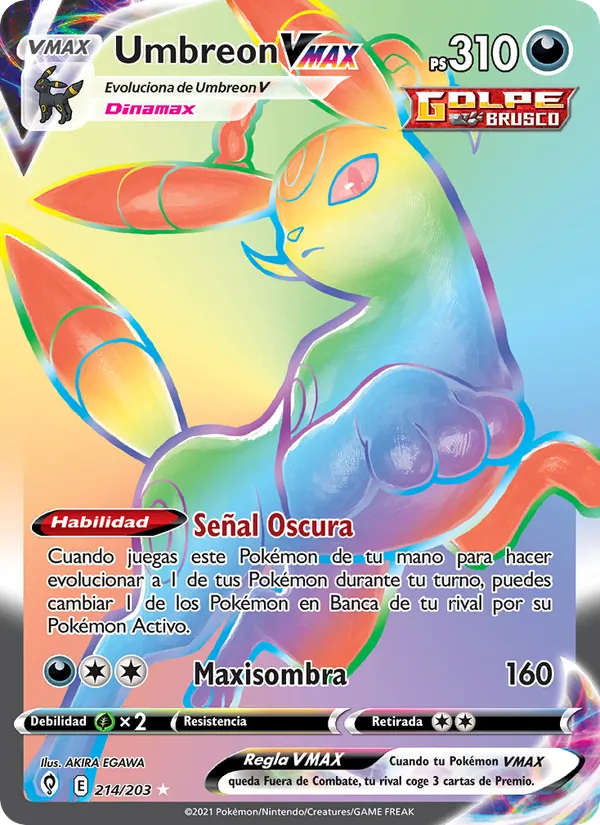 VMAX
Umbreon VMAX
PS 310
Evoluciona de Umbreon V
Dinamax
GOLPE
BRUSCO
Habilidad Señal Oscura
Cuando juegas este Pokémon de tu mano para hacer
evolucionar a 1 de tus Pokémon durante tu turno, puedes
cambiar 1 de los Pokémon en Banca de tu rival por su
Pokémon Activo.
Maxisombra 160
Debilidad ×2 Resistencia Retirada
Ilus. AKIRA EGAWA
Regla VMAX Cuando tu Pokémon VMAX
queda Fuera de Combate, tu rival coge 3 cartas de Premio.
E 214/203 ★
©2021 Pokémon/Nintendo/Creatures/GAME FREAK